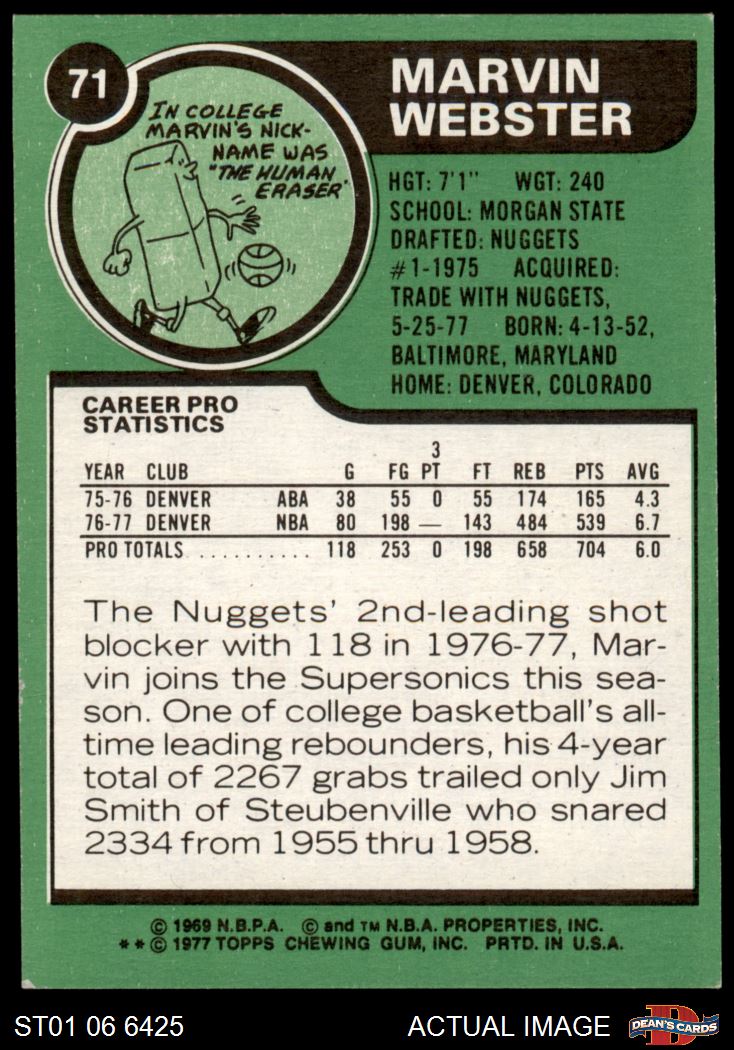 71
IN COLLEGE
MARVIN'S NICK-
NAME WAS
"THE HUMAN
ERASER"
MARVIN
WEBSTER
HGT: 7'1" WGT: 240
SCHOOL: MORGAN STATE
DRAFTED: NUGGETS
#1-1975 ACQUIRED:
TRADE WITH NUGGETS,
5-25-77 BORN: 4-13-52,
BALTIMORE, MARYLAND
HOME: DENVER, COLORADO
CAREER PRO
STATISTICS
YEAR CLUB G FG 3 PT FT REB PTS AVG
75-76 DENVER ABA 38 55 0 55 174 165 4.3
76-77 DENVER NBA 80 198 — 143 484 539 6.7
PRO TOTALS . . . . . . . . . . 118 253 0 198 658 704 6.0
The Nuggets' 2nd-leading shot
blocker with 118 in 1976-77, Mar-
vin joins the Supersonics this sea-
son. One of college basketball's all-
time leading rebounders, his 4-year
total of 2267 grabs trailed only Jim
Smith of Steubenville who snared
2334 from 1955 thru 1958.
© 1969 N.B.P.A. © and TM N.B.A. PROPERTIES, INC.
* * © 1977 TOPPS CHEWING GUM, INC. PRTD. IN U.S.A.
ST01 06 6425
ACTUAL IMAGE
D
DEAN'S CARDS